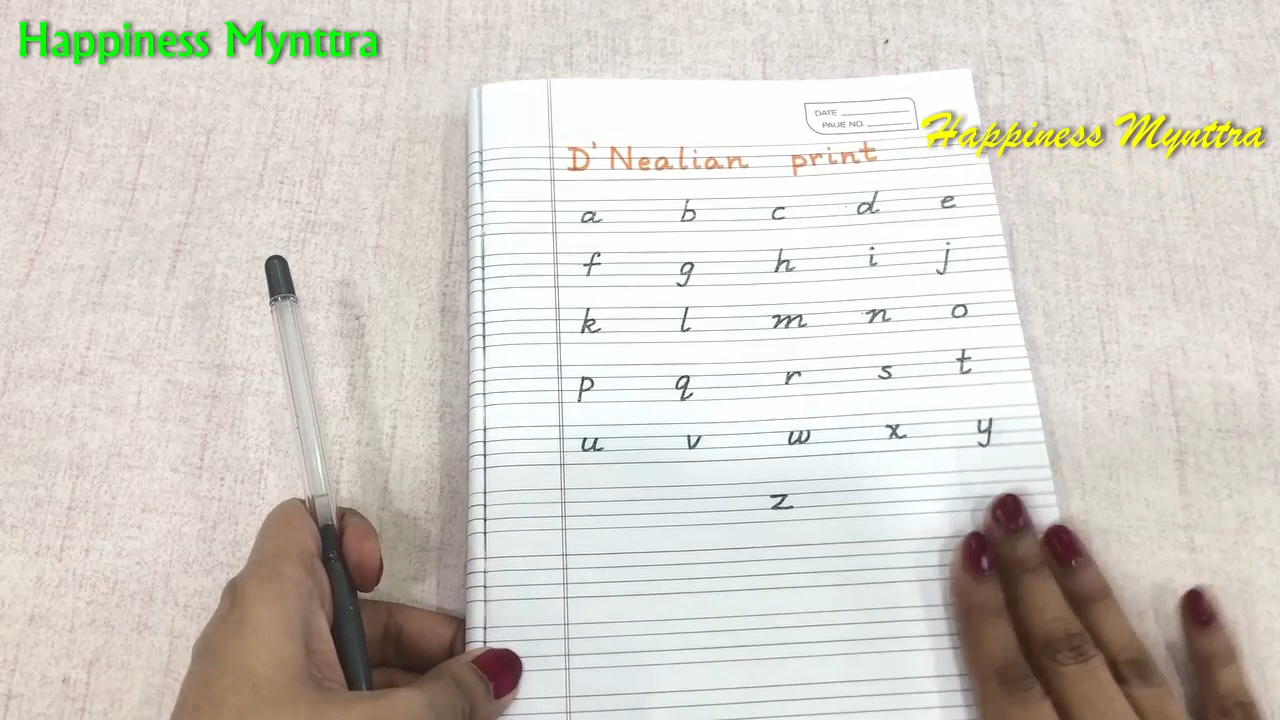 Happiness Mynttra
DATE
PAGE NO.
Happiness Mynttra
D'Nealian print
a b c d e
f g h i j
k l m n o
p q r s t
u v w x y
z